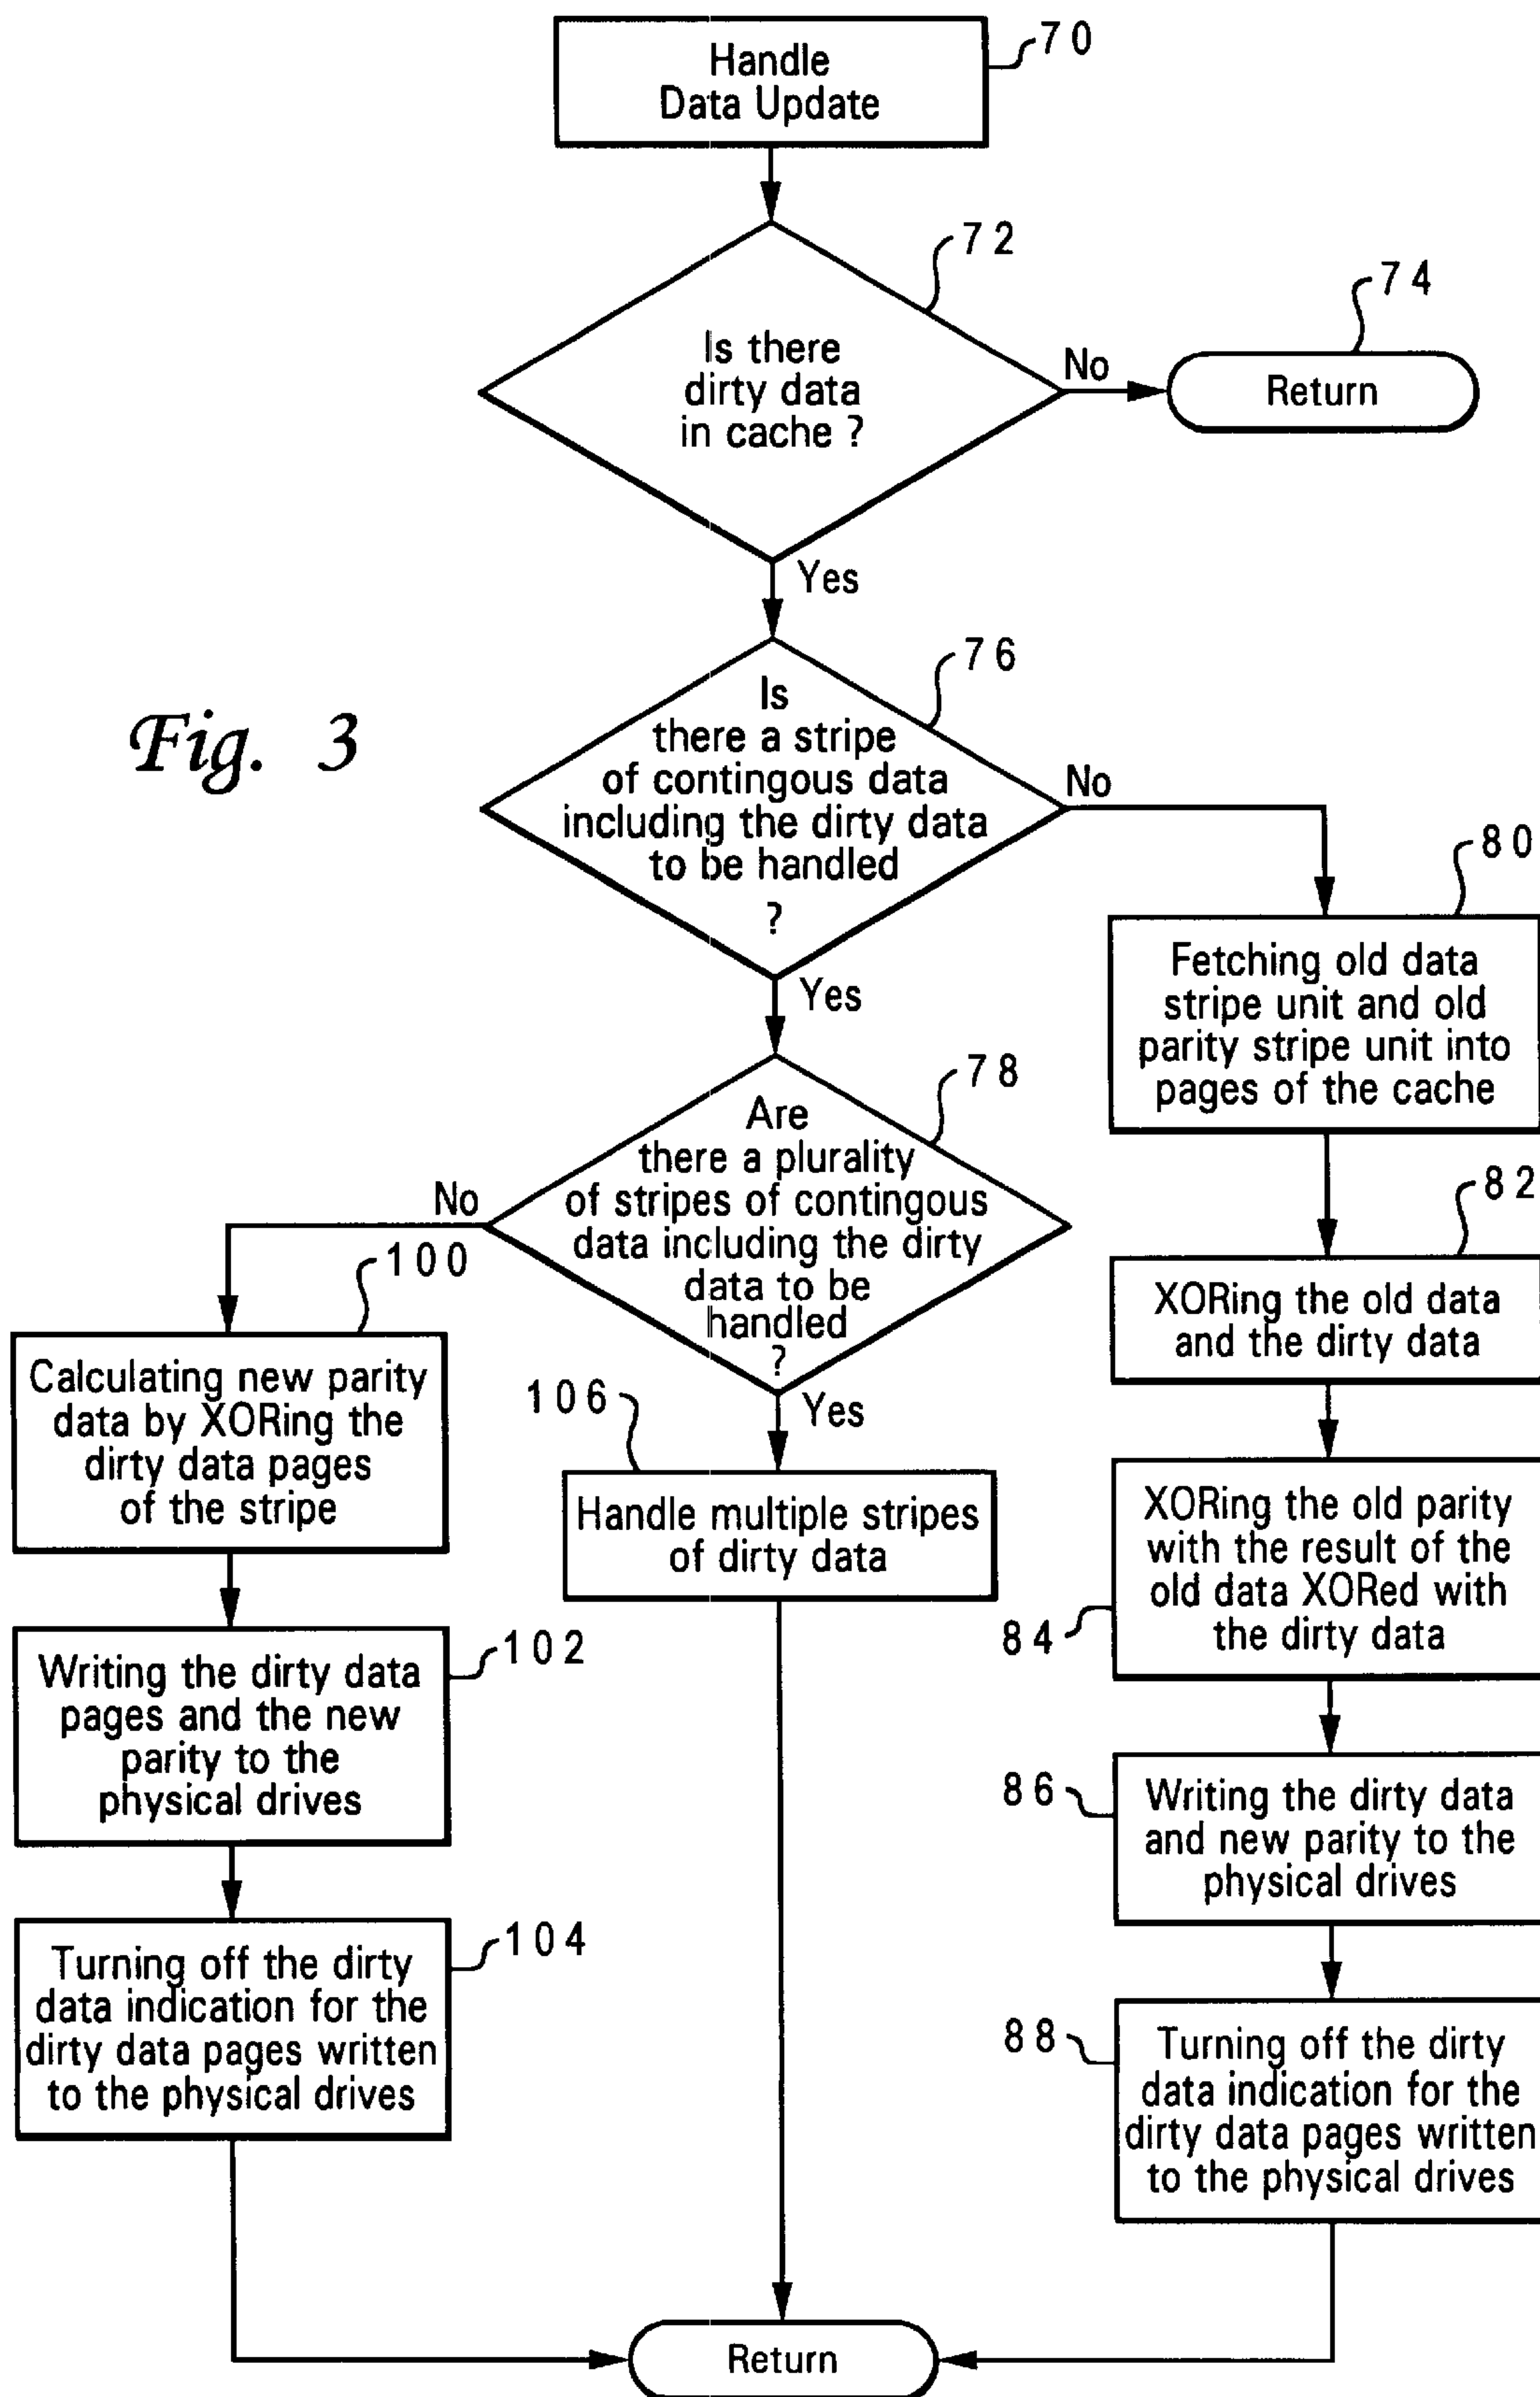 Handle
Data Update
70
72
Is there
dirty data
in cache ?
No
74
Return
Yes
76
Is
there a stripe
of contingous data
including the dirty data
to be handled
?
No
Fig. 3
80
Fetching old data
stripe unit and old
parity stripe unit into
pages of the cache
Yes
78
Are
there a plurality
of stripes of contingous
data including the dirty
data to be
handled
?
No
82
XORing the old data
and the dirty data
100
Calculating new parity
data by XORing the
dirty data pages
of the stripe
Yes
106
Handle multiple stripes
of dirty data
XORing the old parity
with the result of the
old data XORed with
the dirty data
84
102
Writing the dirty data
pages and the new
parity to the
physical drives
86
Writing the dirty data
and new parity to the
physical drives
104
Turning off the dirty
data indication for the
dirty data pages written
to the physical drives
88
Turning off the dirty
data indication for the
dirty data pages written
to the physical drives
Return